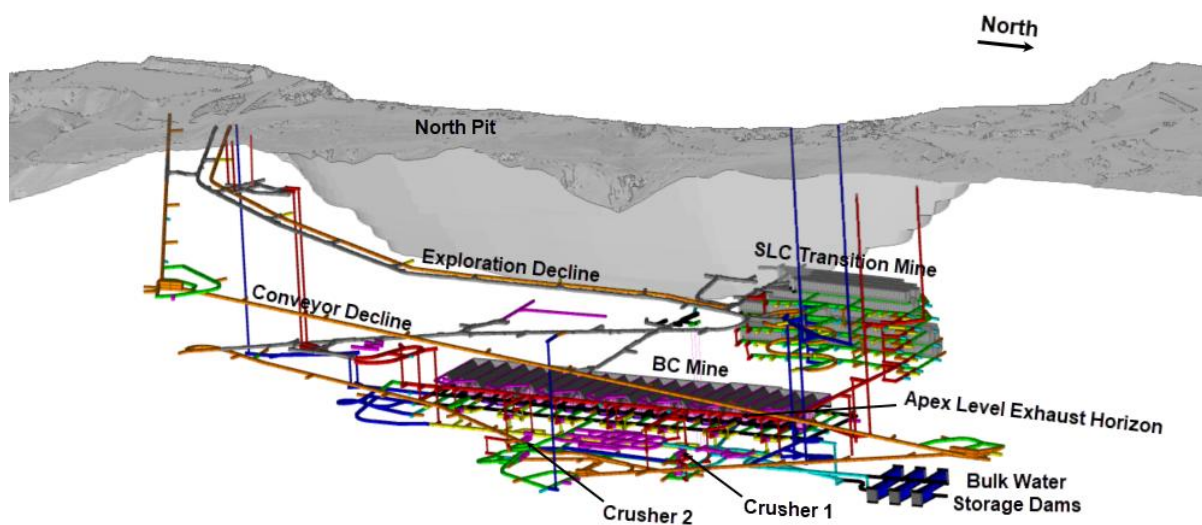 North
North Pit
Exploration Decline
SLC Transition Mine
Conveyor Decline
BC Mine
Apex Level Exhaust Horizon
Bulk Water
Storage Dams
Crusher 1
Crusher 2